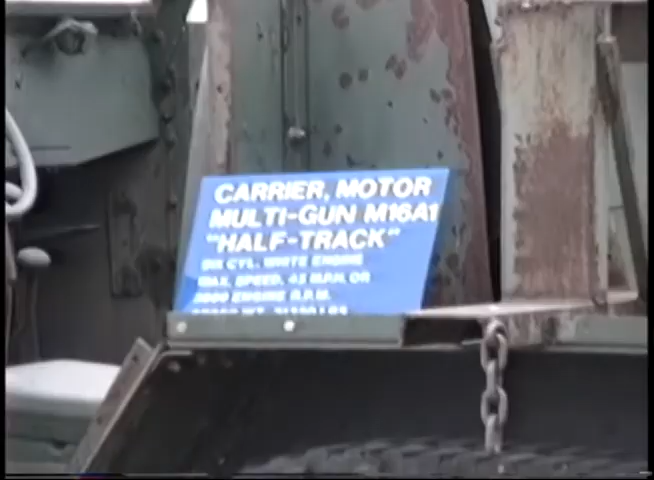 CARRIER, MOTOR
MULTI-GUN M16A1
"HALF-TRACK"
SIX CYL. WHITE ENGINE
MAX. SPEED, 45 M.P.H. OR
ENGINE R.P.M.